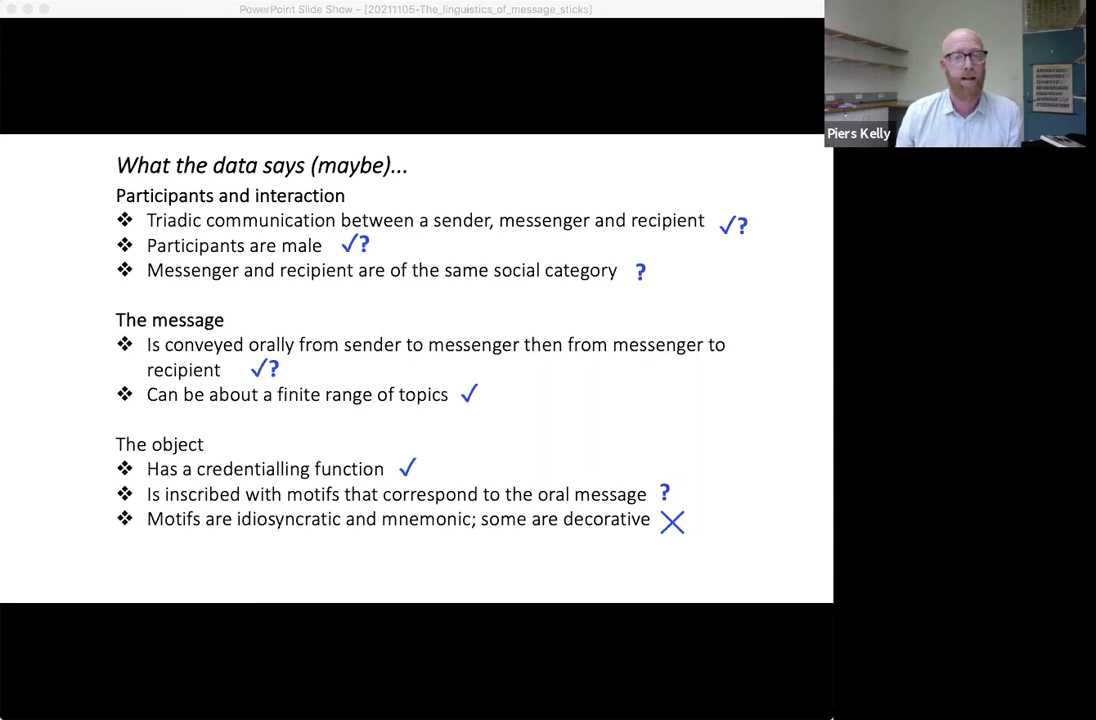 PowerPoint Slide Show – [20211105-The_linguistics_of_message_sticks]
Piers Kelly
What the data says (maybe)...
Participants and interaction
❖ Triadic communication between a sender, messenger and recipient ✓?
❖ Participants are male ✓?
❖ Messenger and recipient are of the same social category ?
The message
❖ Is conveyed orally from sender to messenger then from messenger to
recipient ✓?
❖ Can be about a finite range of topics ✓
The object
❖ Has a credentialling function ✓
❖ Is inscribed with motifs that correspond to the oral message ?
❖ Motifs are idiosyncratic and mnemonic; some are decorative ✕